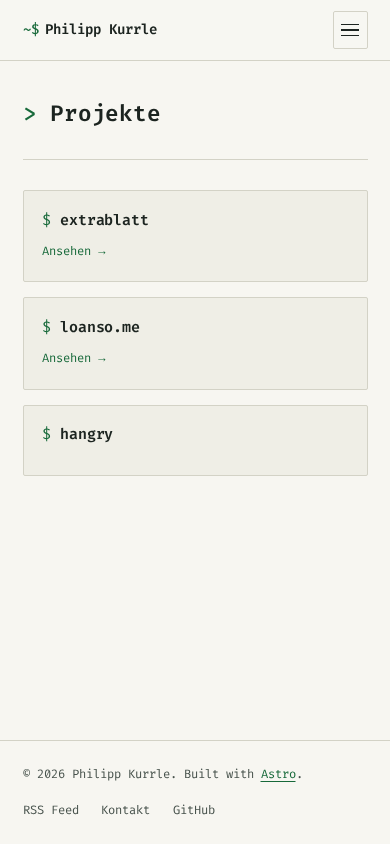 ~$ Philipp Kurrle
> Projekte
$ extrablatt
Ansehen →
$ loanso.me
Ansehen →
$ hangry
© 2026 Philipp Kurrle. Built with Astro.
RSS Feed Kontakt GitHub